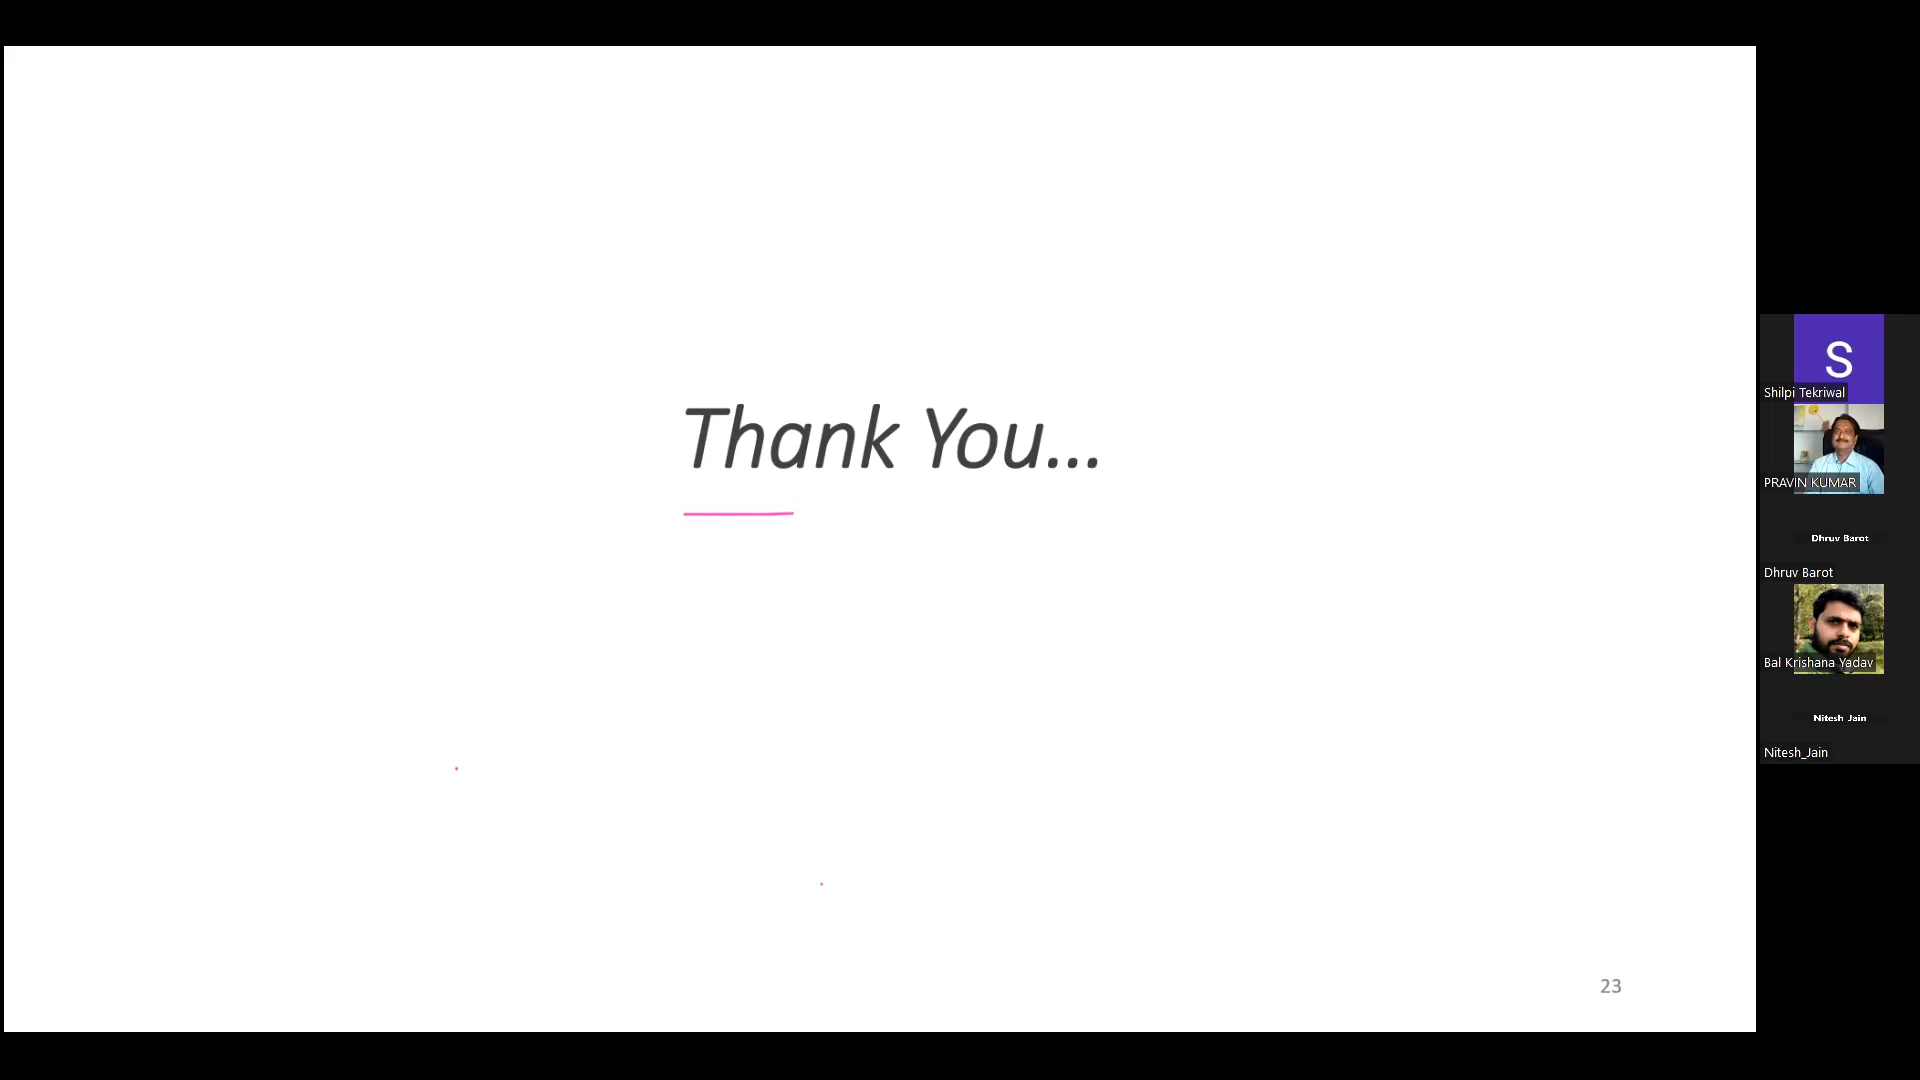 Thank You...
23
S
Shilpi Tekriwal
PRAVIN KUMAR
Dhruv Barot
Dhruv Barot
Bal Krishana Yadav
Nitesh Jain
Nitesh_Jain